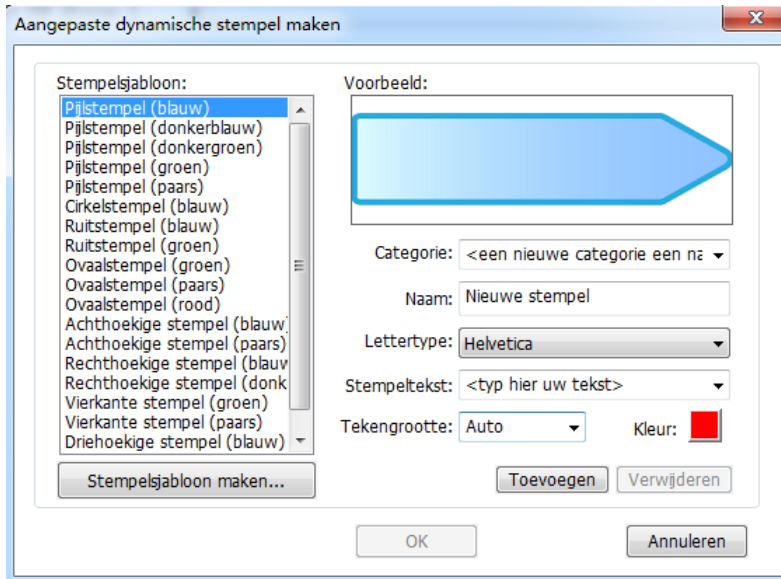 Aangepaste dynamische stempel maken
Stempelsjabloon:
Pijlstempel (blauw)
Pijlstempel (donkerblauw)
Pijlstempel (donkergroen)
Pijlstempel (groen)
Pijlstempel (paars)
Cirkelstempel (blauw)
Ruitstempel (blauw)
Ruitstempel (groen)
Ovaalstempel (groen)
Ovaalstempel (paars)
Ovaalstempel (rood)
Achthoekige stempel (blauw)
Achthoekige stempel (paars)
Rechthoekige stempel (blauw
Rechthoekige stempel (donk
Vierkante stempel (groen)
Vierkante stempel (paars)
Driehoekige stempel (blauw)
Stempelsjabloon maken...
Voorbeeld:
Categorie: <een nieuwe categorie een na
Naam: Nieuwe stempel
Lettertype: Helvetica
Stempeltekst: <typ hier uw tekst>
Tekengrootte: Auto Kleur:
Toevoegen Verwijderen
OK Annuleren